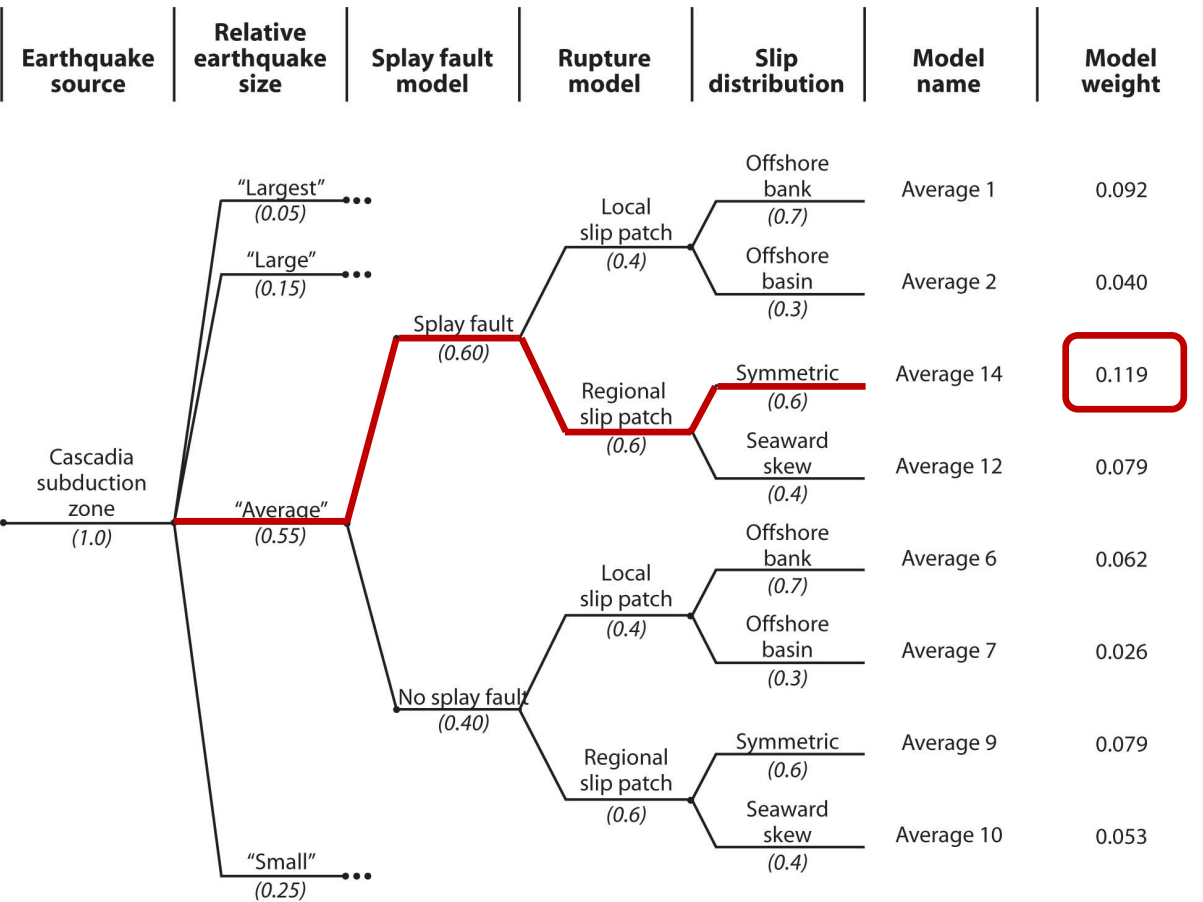 Earthquake
source
Relative
earthquake
size
Splay fault
model
Rupture
model
Slip
distribution
Model
name
Model
weight
Cascadia
subduction
zone
(1.0)
“Largest”
(0.05)
“Large”
(0.15)
“Average”
(0.55)
“Small”
(0.25)
Splay fault
(0.60)
No splay fault
(0.40)
Local
slip patch
(0.4)
Regional
slip patch
(0.6)
Local
slip patch
(0.4)
Regional
slip patch
(0.6)
Offshore
bank
(0.7)
Average 1
0.092
Offshore
basin
(0.3)
Average 2
0.040
Symmetric
(0.6)
Average 14
0.119
Seaward
skew
(0.4)
Average 12
0.079
Offshore
bank
(0.7)
Average 6
0.062
Offshore
basin
(0.3)
Average 7
0.026
Symmetric
(0.6)
Average 9
0.079
Seaward
skew
(0.4)
Average 10
0.053